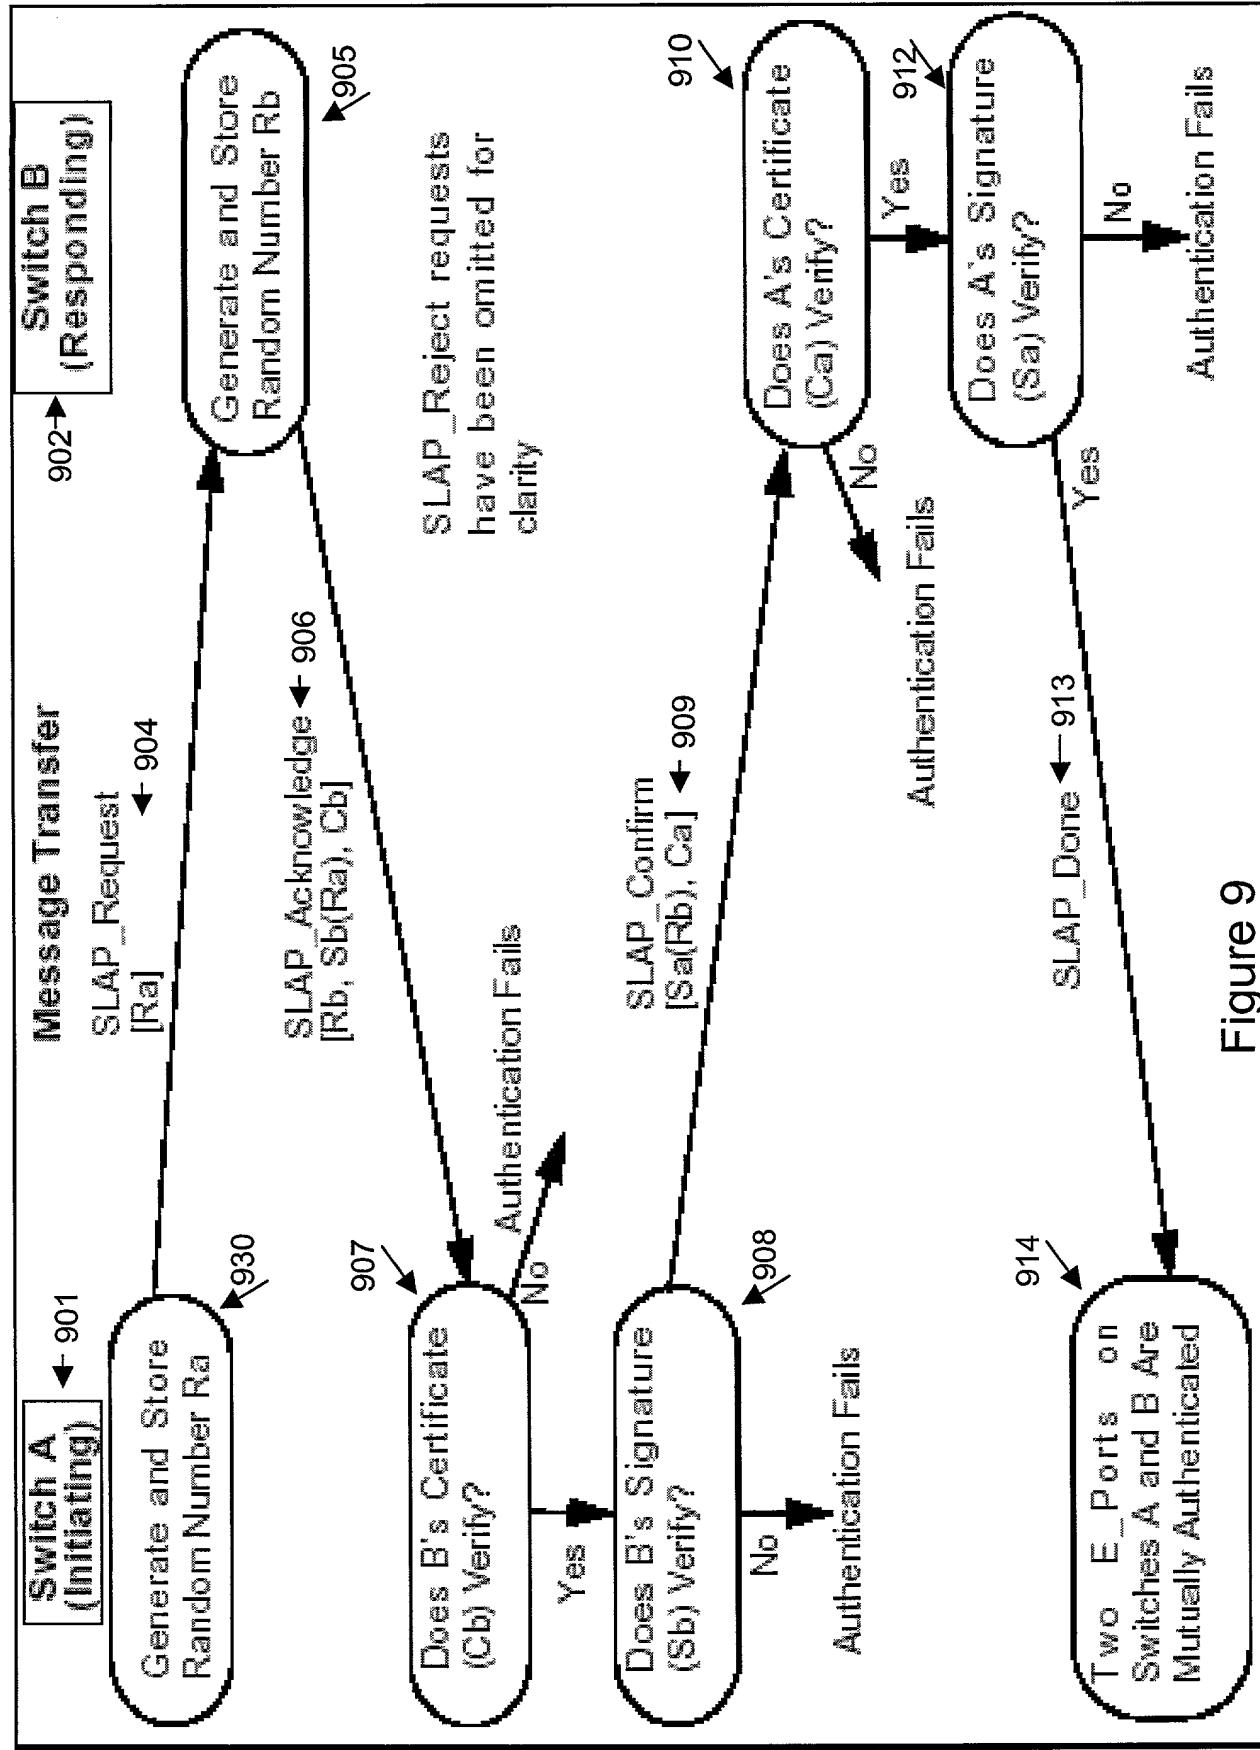 Switch A
(Initiating)
901
Message Transfer
Switch B
(Responding)
902
Generate and Store
Random Number Ra
930
SLAP_Request
[Ra]
904
Generate and Store
Random Number Rb
905
SLAP_Acknowledge
[Rb, Sb(Ra), Cb]
906
SLAP_Reject requests
have been omitted for
clarity
907
Does B's Certificate
(Cb) Verify?
No
Authentication Fails
Yes
Does B's Signature
(Sb) Verify?
908
No
Authentication Fails
SLAP_Confirm
[Sa(Rb), Ca]
909
910
Does A's Certificate
(Ca) Verify?
No
Authentication Fails
Yes
912
Does A's Signature
(Sa) Verify?
No
Authentication Fails
Yes
SLAP_Done
913
914
Two E_Ports on
Switches A and B Are
Mutually Authenticated
Figure 9